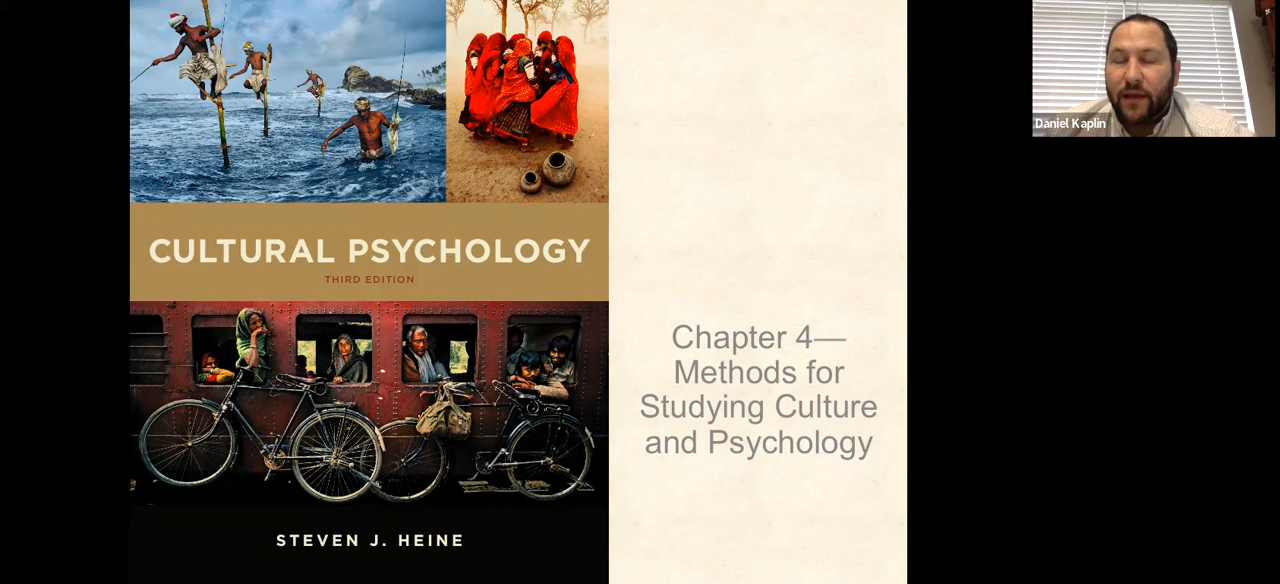 CULTURAL PSYCHOLOGY
THIRD EDITION
STEVEN J. HEINE
Chapter 4—
Methods for
Studying Culture
and Psychology
Daniel Kaplin